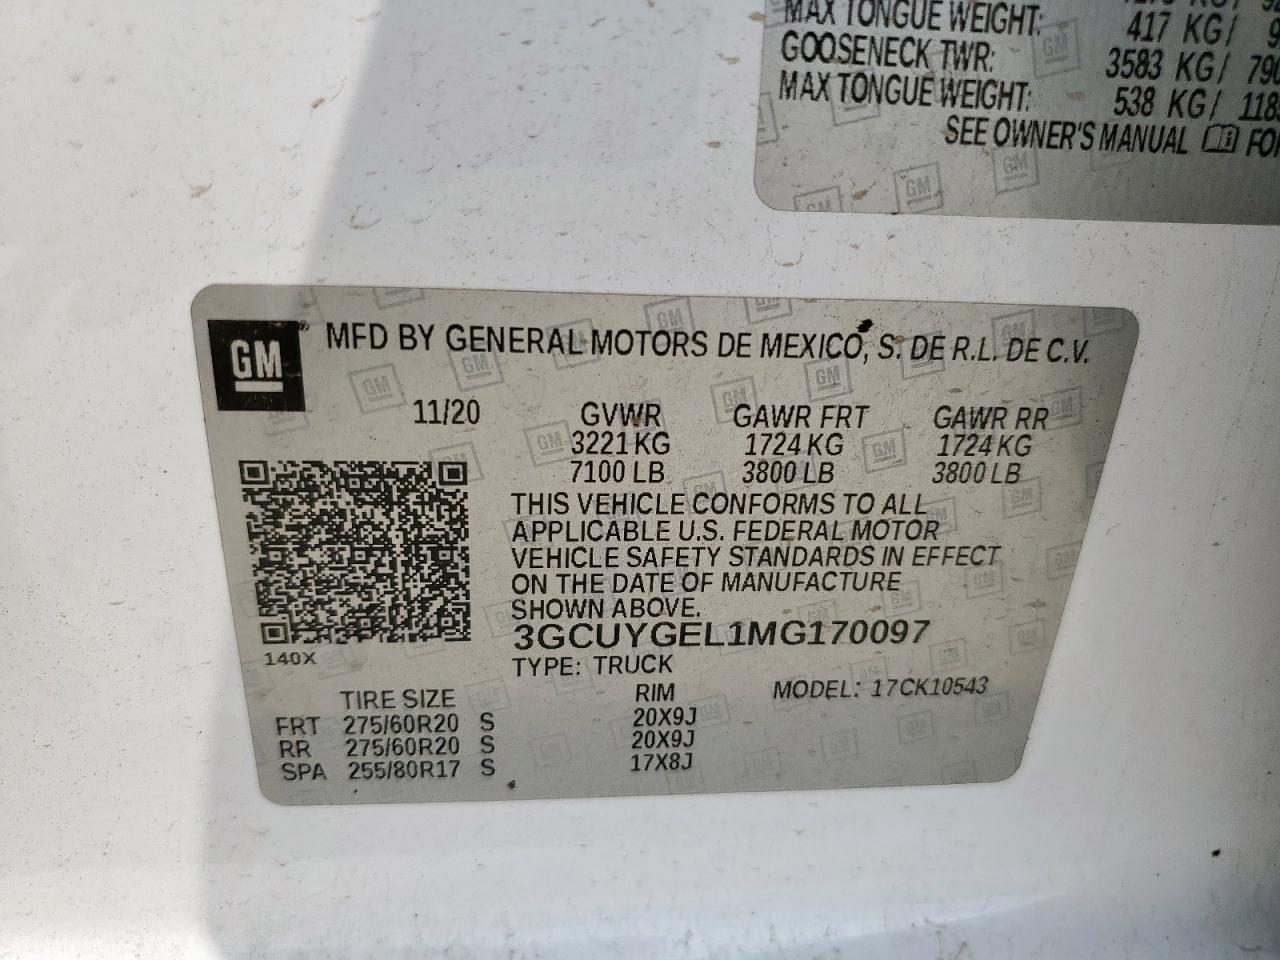 MAX TONGUE WEIGHT: 417 KG/
GOOSENECK TWR: 3583 KG/
MAX TONGUE WEIGHT: 538 KG/
SEE OWNER'S MANUAL
GM
MFD BY GENERAL MOTORS DE MEXICO, S. DE R.L. DE C.V.
11/20 GVWR GAWR FRT GAWR RR
3221 KG 1724 KG 1724 KG
7100 LB 3800 LB 3800 LB
THIS VEHICLE CONFORMS TO ALL
APPLICABLE U.S. FEDERAL MOTOR
VEHICLE SAFETY STANDARDS IN EFFECT
ON THE DATE OF MANUFACTURE
SHOWN ABOVE.
3GCUYGEL1MG170097
140X
TYPE: TRUCK
TIRE SIZE RIM MODEL: 17CK10543
FRT 275/60R20 S 20X9J
RR 275/60R20 S 20X9J
SPA 255/80R17 S 17X8J